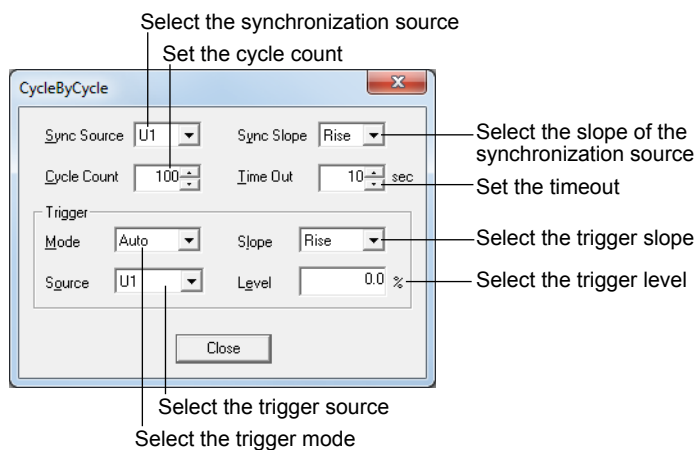 Select the synchronization source
Set the cycle count
CycleByCycle
Sync Source U1 Sync Slope Rise
Select the slope of the
synchronization source
Cycle Count 100 Time Out 10 sec
Set the timeout
Trigger
Mode Auto Slope Rise
Select the trigger slope
Source U1 Level 0.0 %
Select the trigger level
Close
Select the trigger source
Select the trigger mode